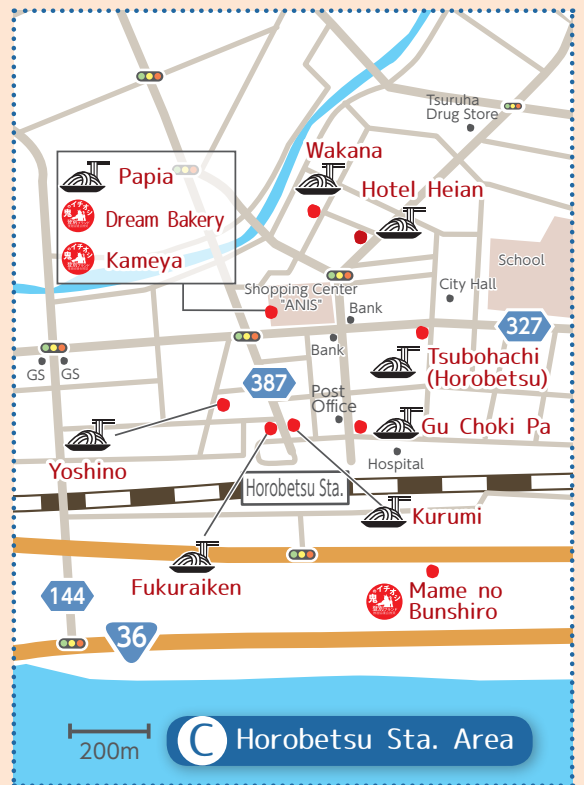 Tsuruha
Drug Store
Wakana
Papia
Hotel Heian
Dream Bakery
Kameya
School
City Hall
Shopping Center
"ANIS"
Bank
327
Bank
GS
GS
Tsubohachi
(Horobetsu)
387
Post
Office
Gu Choki Pa
Yoshino
Hospital
Horobetsu Sta.
Kurumi
Fukuraiken
144
Mame no
Bunshiro
36
200m
C Horobetsu Sta. Area